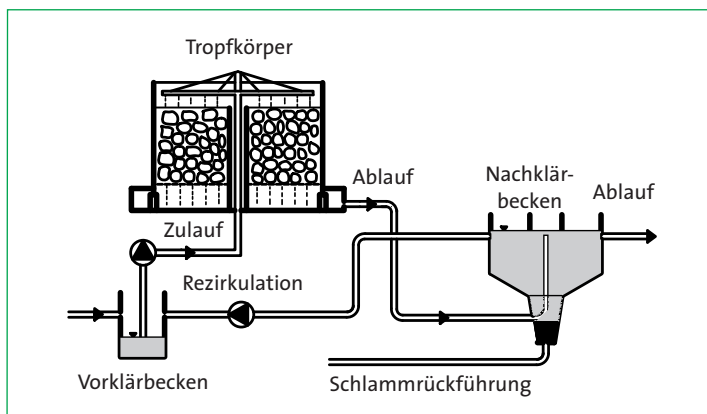 Tropfkörper
Ablauf
Nachklär-
becken
Ablauf
Zulauf
Rezirkulation
Vorklärbecken
Schlammrückführung